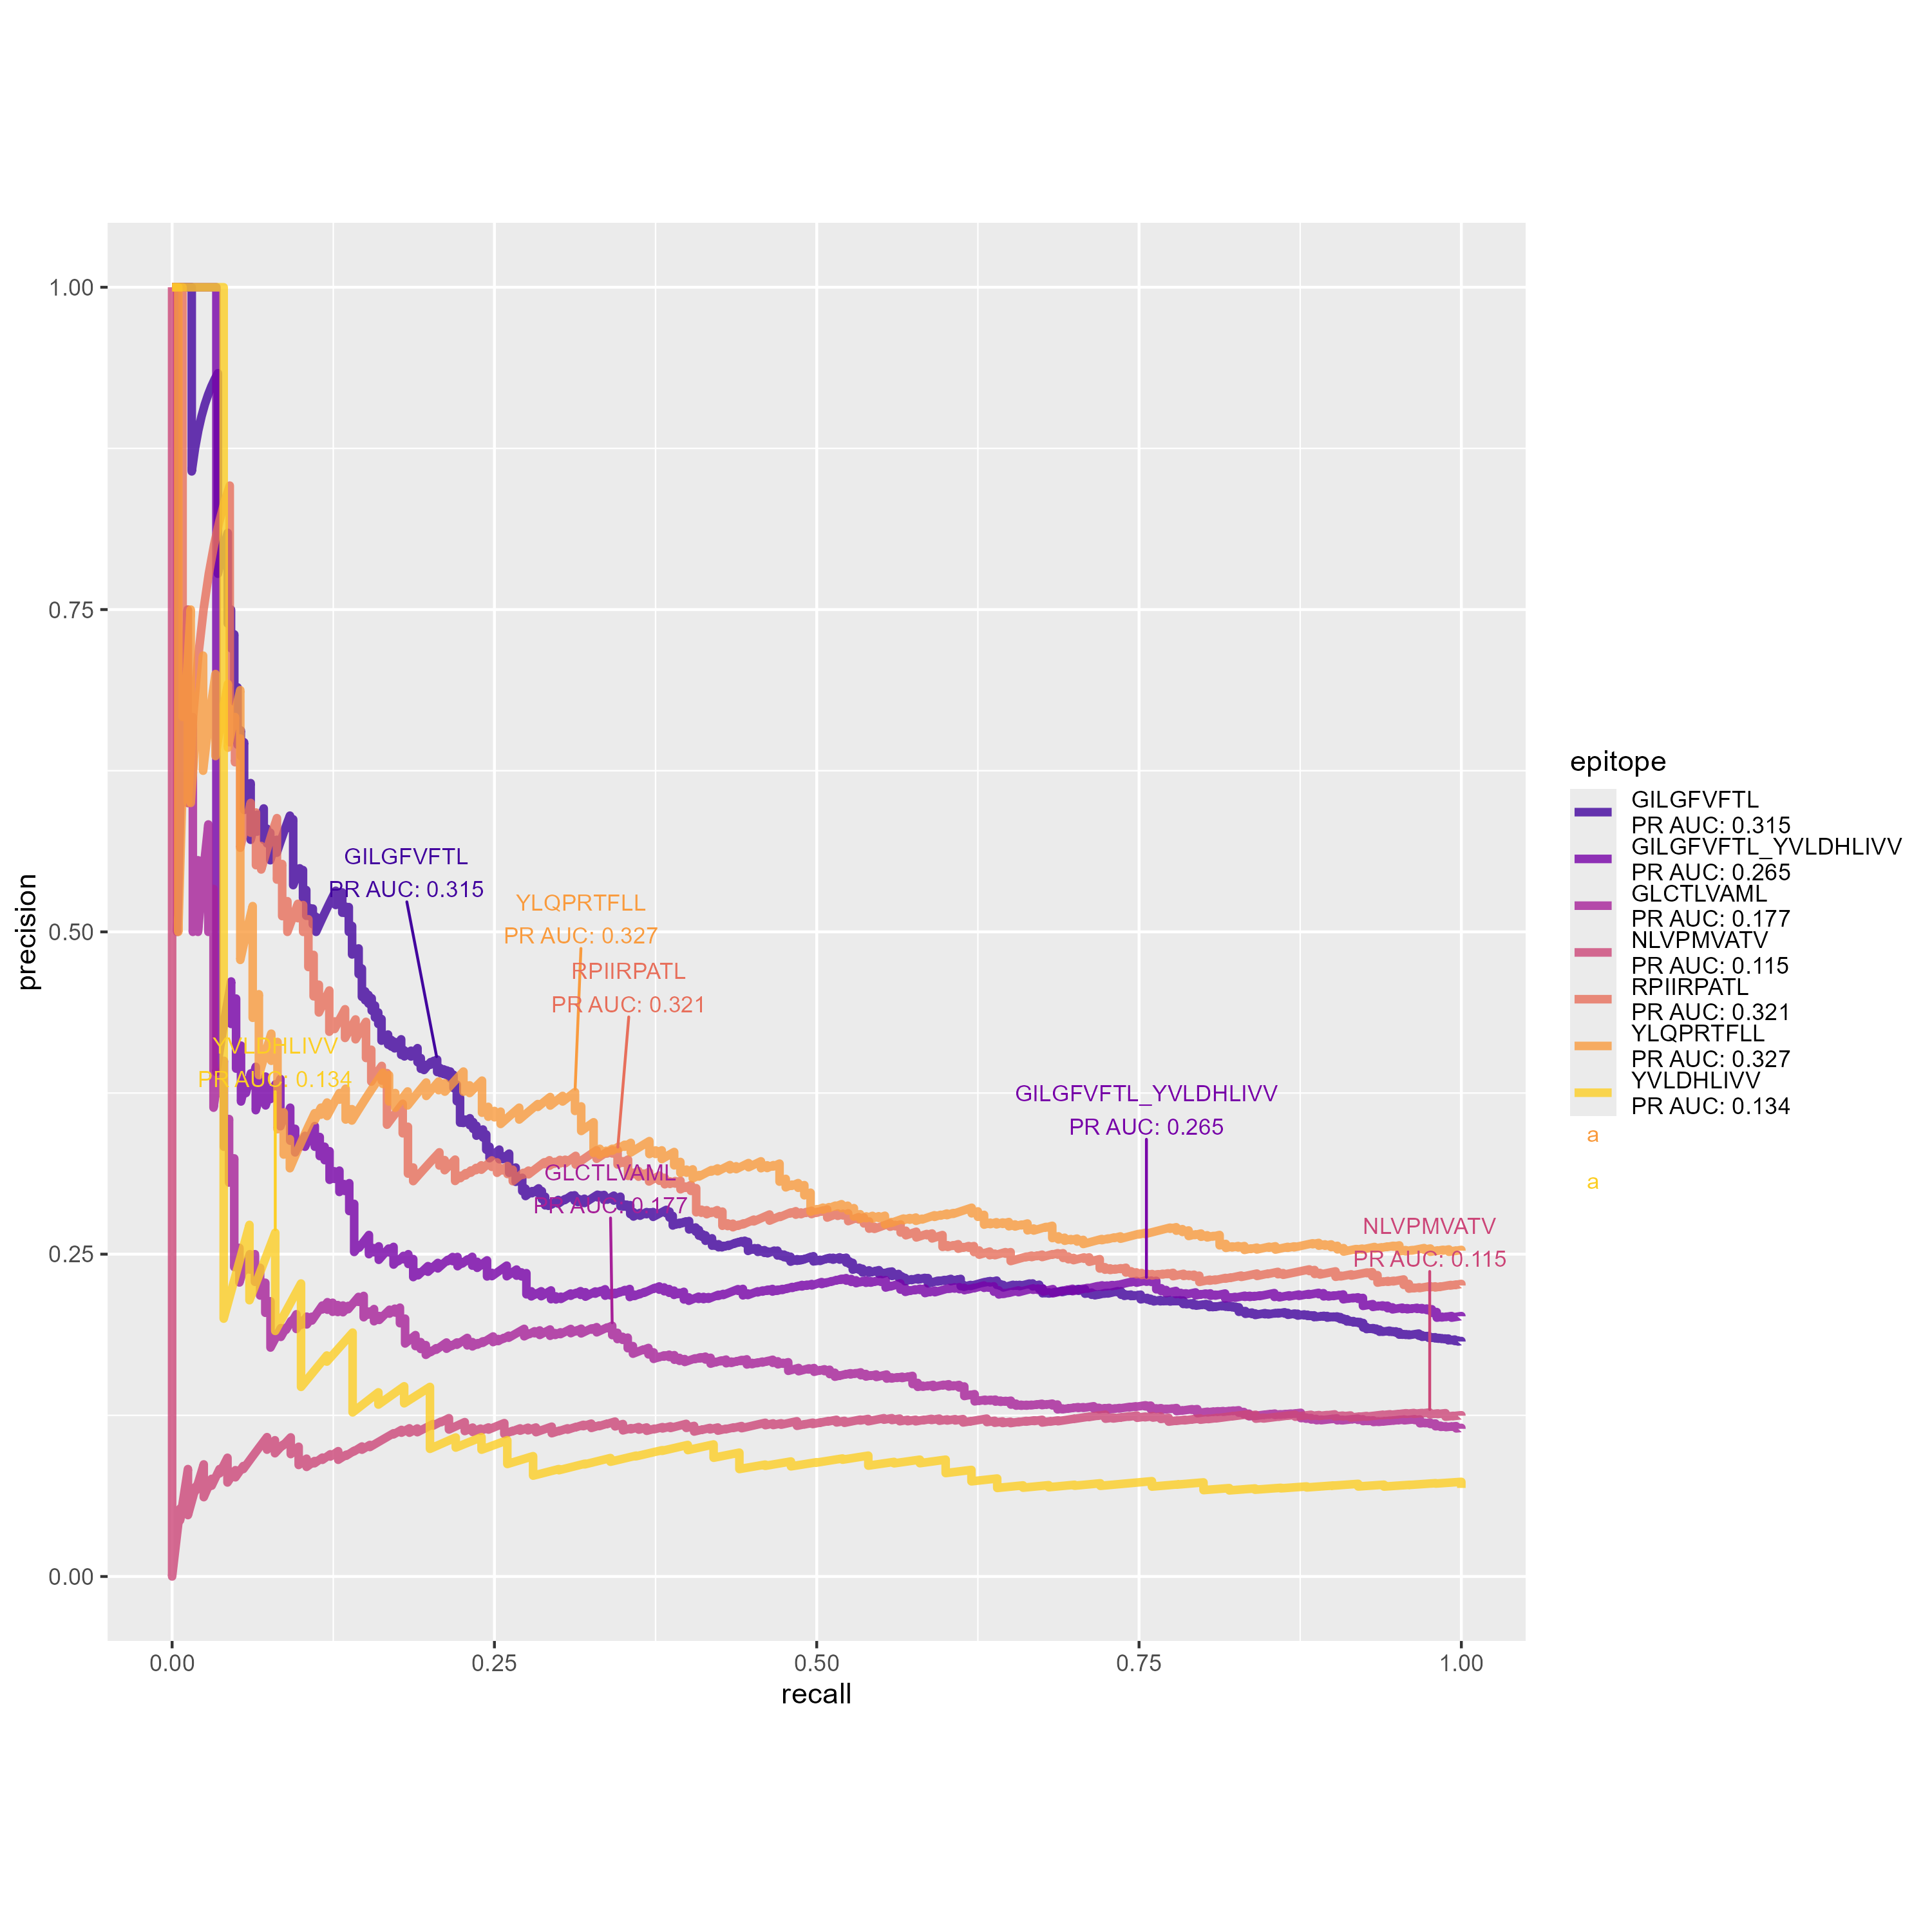 1.00
0.75
0.50
0.25
0.00
precision
0.00
0.25
0.50
0.75
1.00
recall
GILGFVFTL
PR AUC: 0.315
YLQPRTFLL
PR AUC: 0.327
RPIIRPATL
PR AUC: 0.321
YVLDHLIVV
PR AUC: 0.134
GILGFVFTL_YVLDHLIVV
PR AUC: 0.265
GLCTLVAML
PR AUC: 0.177
NLVPMVATV
PR AUC: 0.115
epitope
GILGFVFTL
PR AUC: 0.315
GILGFVFTL_YVLDHLIVV
PR AUC: 0.265
GLCTLVAML
PR AUC: 0.177
NLVPMVATV
PR AUC: 0.115
RPIIRPATL
PR AUC: 0.321
YLQPRTFLL
PR AUC: 0.327
YVLDHLIVV
PR AUC: 0.134
a
a